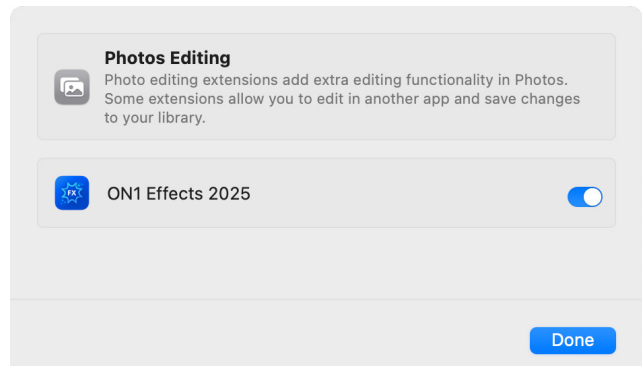 Photos Editing
Photo editing extensions add extra editing functionality in Photos.
Some extensions allow you to edit in another app and save changes
to your library.
FX
ON1 Effects 2025
Done